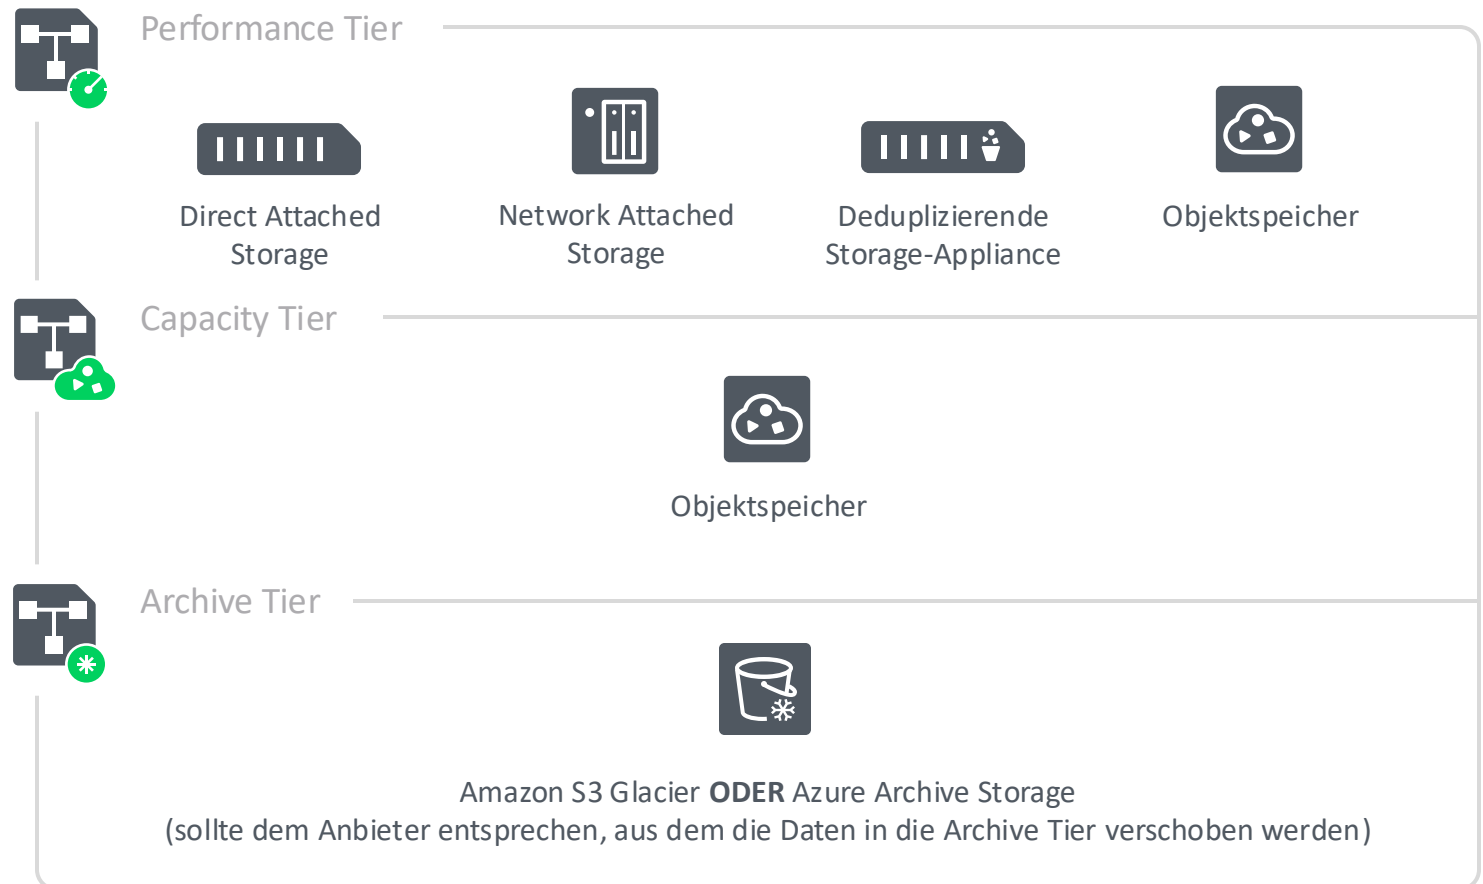 Performance Tier
Direct Attached
Storage
Network Attached
Storage
Deduplizierende
Storage-Appliance
Objektspeicher
Capacity Tier
Objektspeicher
Archive Tier
Amazon S3 Glacier ODER Azure Archive Storage
(sollte dem Anbieter entsprechen, aus dem die Daten in die Archive Tier verschoben werden)